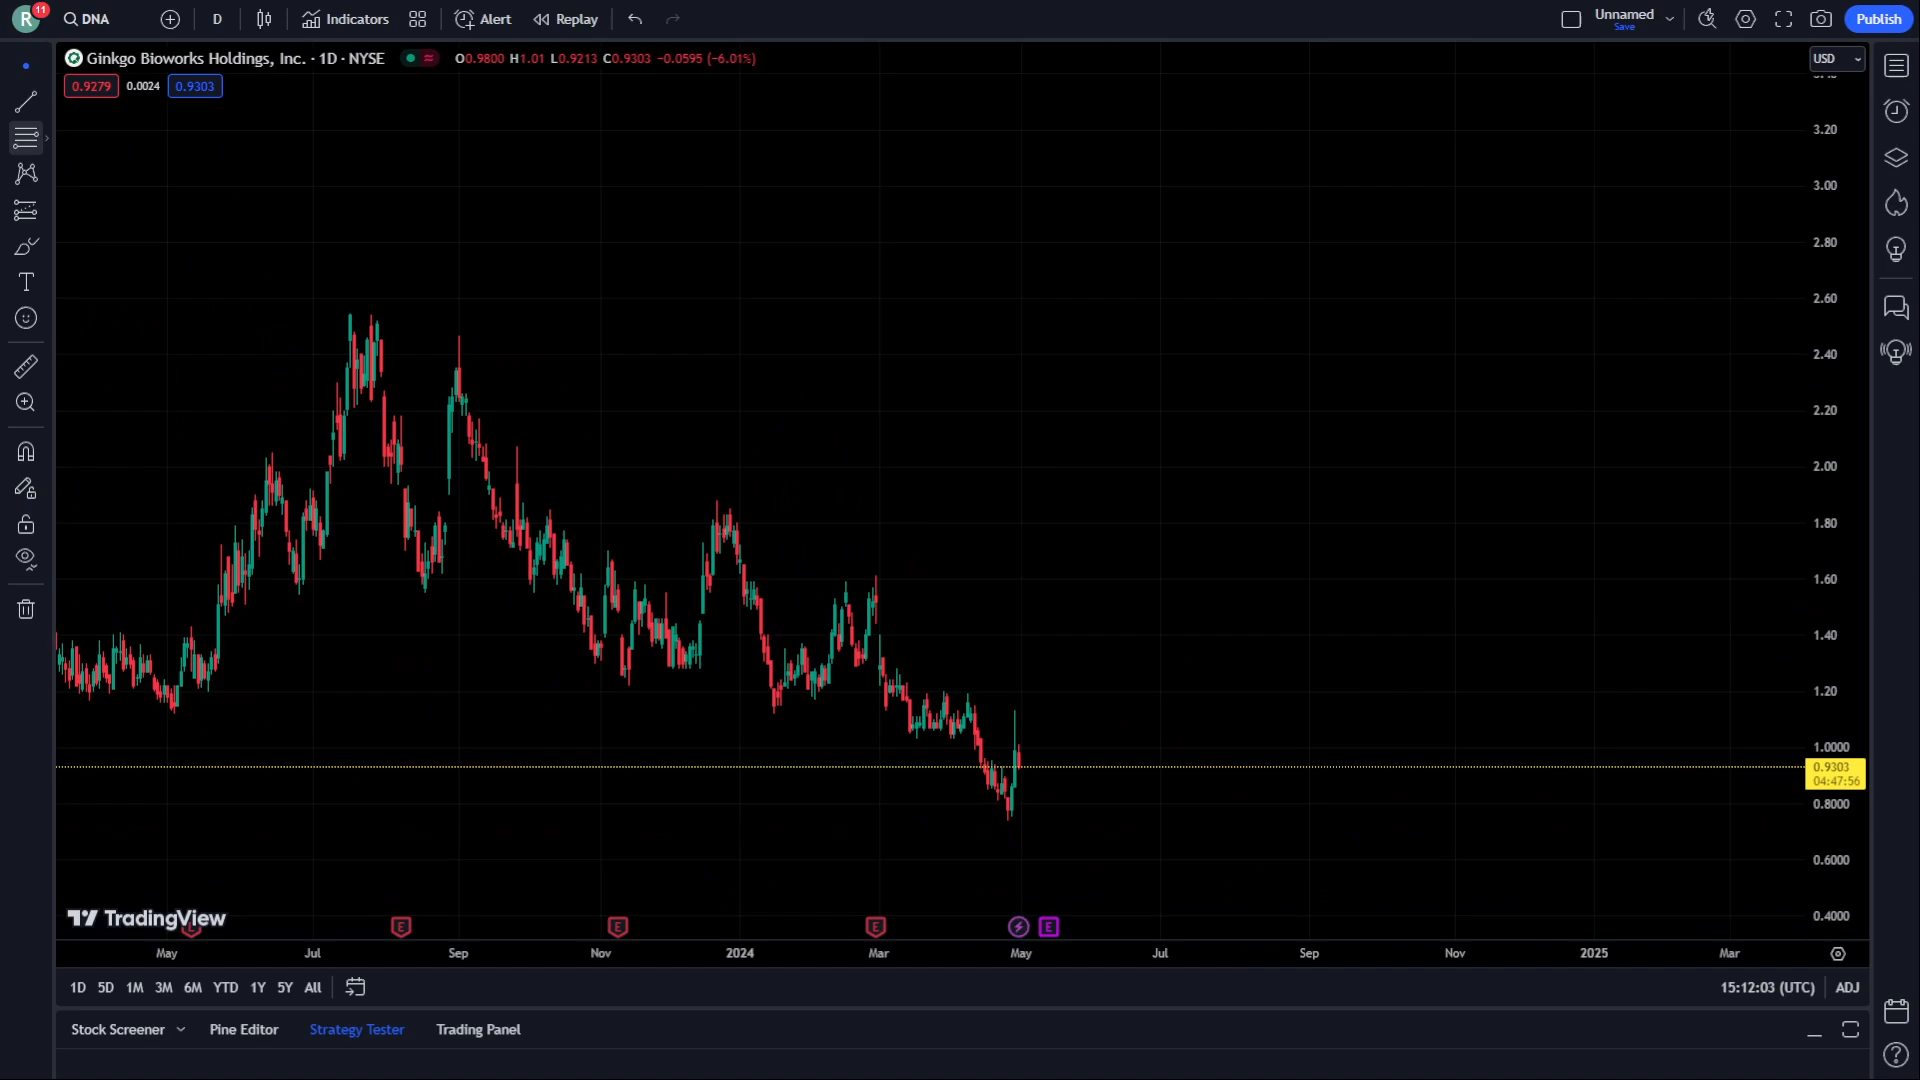 R 11 DNA D Indicators Alert Replay Unnamed Save Publish
Ginkgo Bioworks Holdings, Inc. · 1D · NYSE O0.9800 H1.01 L0.9213 C0.9303 -0.0595 (-6.01%) USD
0.9279 0.0024 0.9303
3.20
3.00
2.80
2.60
2.40
2.20
2.00
1.80
1.60
1.40
1.20
1.0000
0.9303
04:47:56
0.8000
0.6000
0.4000
TradingView
E E E E
May Jul Sep Nov 2024 Mar May Jul Sep Nov 2025 Mar
1D 5D 1M 3M 6M YTD 1Y 5Y All 15:12:03 (UTC) ADJ
Stock Screener Pine Editor Strategy Tester Trading Panel